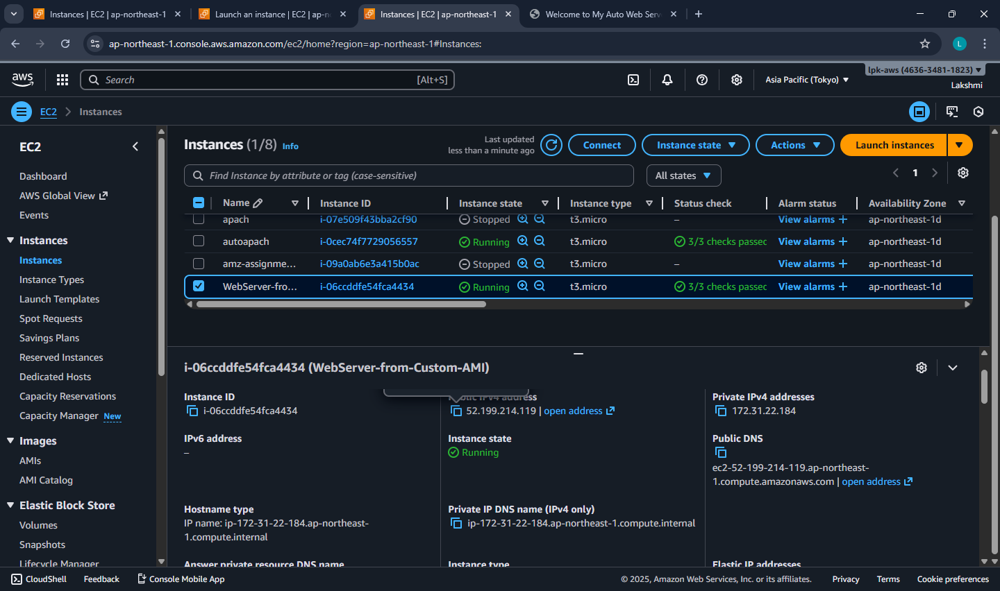 Instances | EC2 | ap-northeast-1
Launch an instance | EC2 | ap-n
Instances | EC2 | ap-northeast-1
Welcome to My Auto Web Serv
ap-northeast-1.console.aws.amazon.com/ec2/home?region=ap-northeast-1#Instances:
L
aws
Search
[Alt+S]
Asia Pacific (Tokyo)
lpk-aws (4636-3481-1823)
Lakshmi
EC2
Instances
EC2
Dashboard
AWS Global View
Events
Instances
Instances
Instance Types
Launch Templates
Spot Requests
Savings Plans
Reserved Instances
Dedicated Hosts
Capacity Reservations
Capacity Manager New
Images
AMIs
AMI Catalog
Elastic Block Store
Volumes
Snapshots
Lifecycle Manager
Instances (1/8) Info
Last updated
less than a minute ago
Connect
Instance state
Actions
Launch instances
Find Instance by attribute or tag (case-sensitive)
All states
1
Name Instance ID Instance state Instance type Status check Alarm status Availability Zone
apach i-07e509f43bba2cf90 Stopped t3.micro – View alarms + ap-northeast-1d
autoapach i-0cec74f7729056557 Running t3.micro 3/3 checks passec View alarms + ap-northeast-1d
amz-assignme... i-09a0ab6e3a415b0ac Stopped t3.micro – View alarms + ap-northeast-1d
WebServer-fro... i-06ccddfe54fca4434 Running t3.micro 3/3 checks passec View alarms + ap-northeast-1d
i-06ccddfe54fca4434 (WebServer-from-Custom-AMI)
Instance ID
i-06ccddfe54fca4434
Public IPv4 address
52.199.214.119 | open address
Private IPv4 addresses
172.31.22.184
IPv6 address
–
Instance state
Running
Public DNS
ec2-52-199-214-119.ap-northeast-
1.compute.amazonaws.com | open address
Hostname type
IP name: ip-172-31-22-184.ap-northeast-
1.compute.internal
Private IP DNS name (IPv4 only)
ip-172-31-22-184.ap-northeast-1.compute.internal
Answer private resource DNS name
Instance type
Elastic IP addresses
CloudShell
Feedback
Console Mobile App
© 2025, Amazon Web Services, Inc. or its affiliates.
Privacy
Terms
Cookie preferences